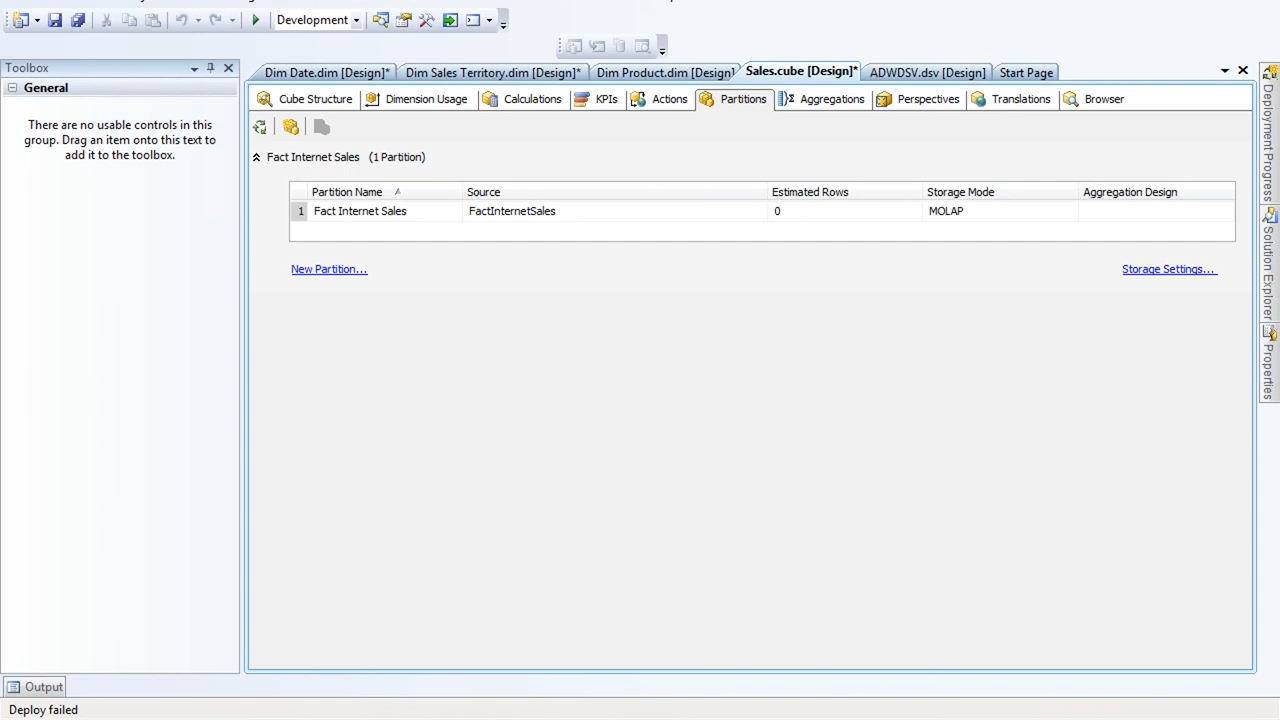 Development
Toolbox
General
There are no usable controls in this
group. Drag an item onto this text to
add it to the toolbox.
Dim Date.dim [Design]* Dim Sales Territory.dim [Design]* Dim Product.dim [Design] Sales.cube [Design]* ADWDSV.dsv [Design] Start Page
Cube Structure Dimension Usage Calculations KPIs Actions Partitions Aggregations Perspectives Translations Browser
Fact Internet Sales (1 Partition)
Partition Name Source Estimated Rows Storage Mode Aggregation Design
1 Fact Internet Sales FactInternetSales 0 MOLAP
New Partition... Storage Settings...
Deployment Progress
Solution Explorer
Properties
Output
Deploy failed